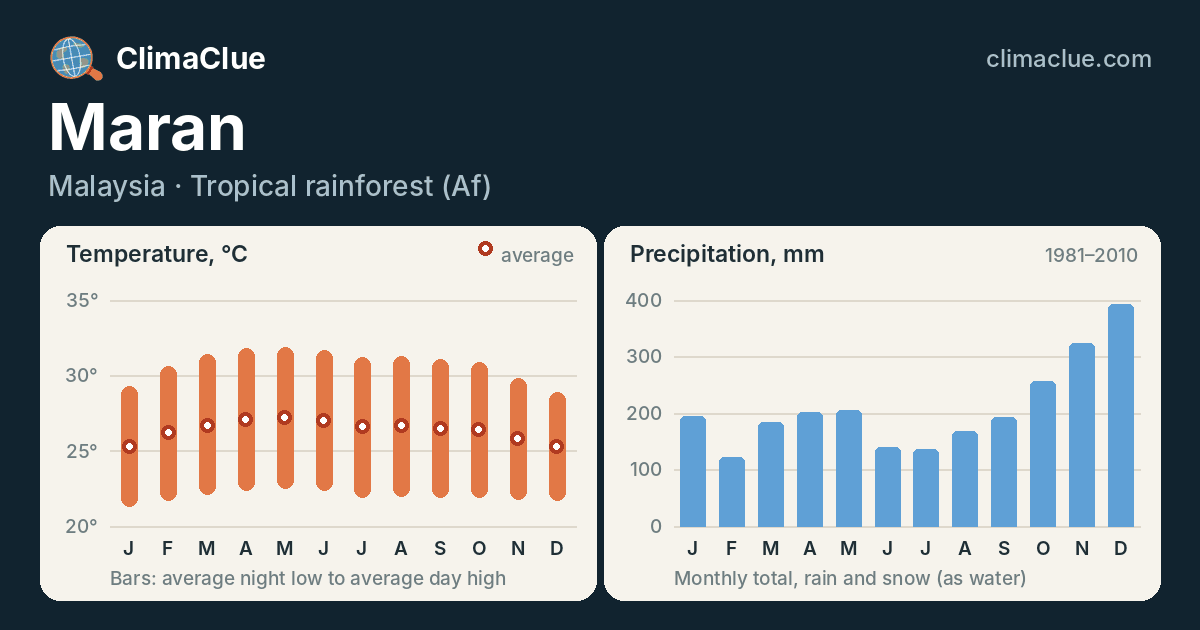 ClimaClue
climaclue.com
Maran
Malaysia · Tropical rainforest (Af)
Temperature, °C
average
35°
30°
25°
20°
J F M A M J J A S O N D
Bars: average night low to average day high
Precipitation, mm
1981–2010
400
300
200
100
0
J F M A M J J A S O N D
Monthly total, rain and snow (as water)